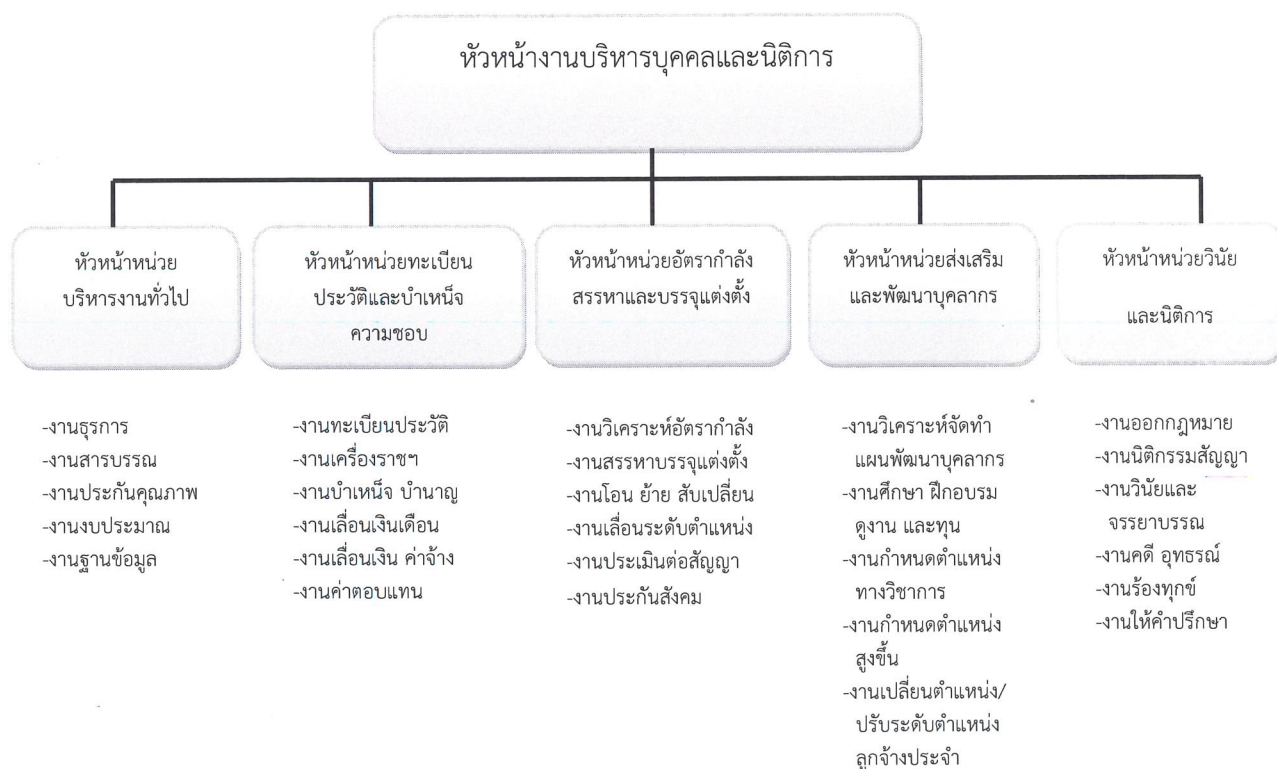 หัวหน้างานบริหารบุคคลและนิติการ
หัวหน้าหน่วย
บริหารงานทั่วไป
หัวหน้าหน่วยทะเบียน
ประวัติและบำเหน็จ
ความชอบ
หัวหน้าหน่วยอัตรากำลัง
สรรหาและบรรจุแต่งตั้ง
หัวหน้าหน่วยส่งเสริม
และพัฒนาบุคลากร
หัวหน้าหน่วยวินัย
และนิติการ
-งานธุรการ
-งานสารบรรณ
-งานประกันคุณภาพ
-งานงบประมาณ
-งานฐานข้อมูล
-งานทะเบียนประวัติ
-งานเครื่องราชฯ
-งานบำเหน็จ บำนาญ
-งานเลื่อนเงินเดือน
-งานเลื่อนเงิน ค่าจ้าง
-งานค่าตอบแทน
-งานวิเคราะห์อัตรากำลัง
-งานสรรหาบรรจุแต่งตั้ง
-งานโอน ย้าย สับเปลี่ยน
-งานเลื่อนระดับตำแหน่ง
-งานประเมินต่อสัญญา
-งานประกันสังคม
-งานวิเคราะห์จัดทำ
แผนพัฒนาบุคลากร
-งานศึกษา ฝึกอบรม
ดูงาน และทุน
-งานกำหนดตำแหน่ง
ทางวิชาการ
-งานกำหนดตำแหน่ง
สูงขึ้น
-งานเปลี่ยนตำแหน่ง/
ปรับระดับตำแหน่ง
ลูกจ้างประจำ
-งานออกกฎหมาย
-งานนิติกรรมสัญญา
-งานวินัยและ
จรรยาบรรณ
-งานคดี อุทธรณ์
-งานร้องทุกข์
-งานให้คำปรึกษา